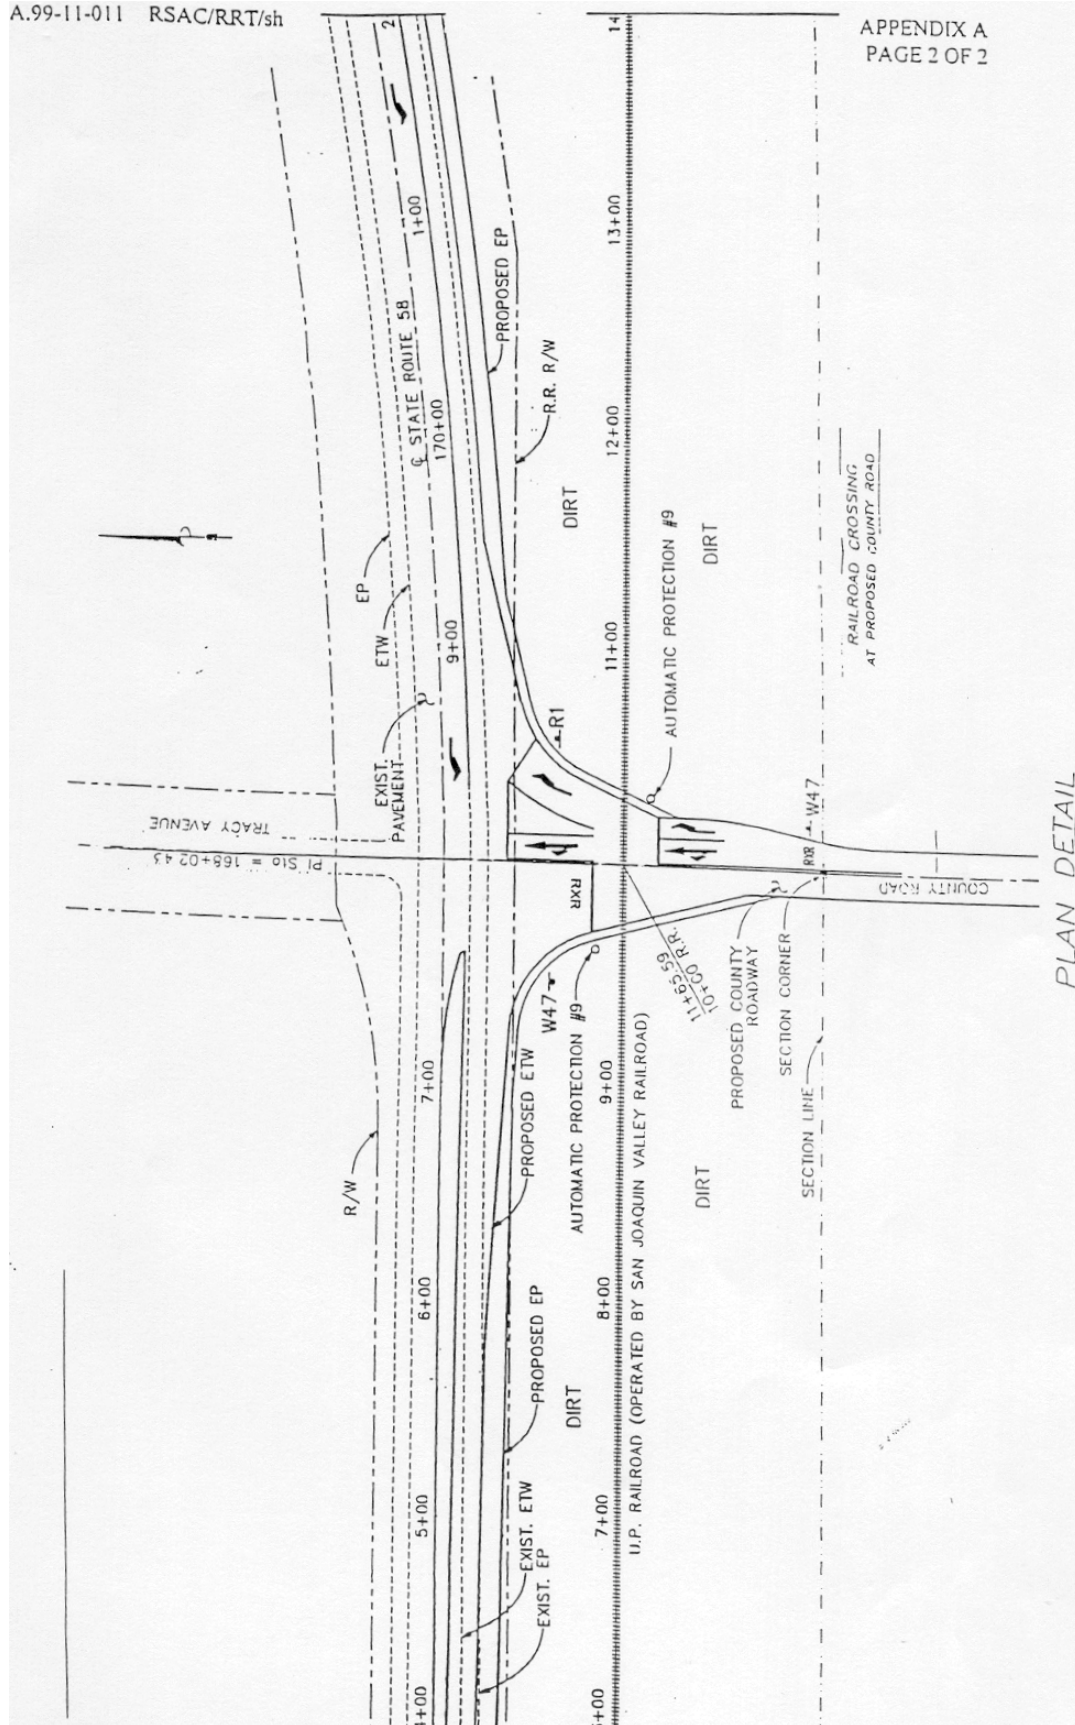 A.99-11-011 RSAC/RRT/sh
APPENDIX A
PAGE 2 OF 2
2
14
1+00
13+00
PROPOSED EP
℄ STATE ROUTE 58
170+00
R.R. R/W
12+00
DIRT
EP
ETW
9+00
11+00
AUTOMATIC PROTECTION #9
DIRT
RAILROAD CROSSING
AT PROPOSED COUNTY ROAD
EXIST.
PAVEMENT
R1
TRACY AVENUE
PI Sta = 168+02.43
W47
RXR
RXR
COUNTY ROAD
PLAN DETAIL
11+65.59
10+00 R.R.
W47
AUTOMATIC PROTECTION #9
PROPOSED COUNTY
ROADWAY
SECTION CORNER
SECTION LINE
7+00
PROPOSED ETW
9+00
R/W
DIRT
6+00
PROPOSED EP
8+00
DIRT
U.P. RAILROAD (OPERATED BY SAN JOAQUIN VALLEY RAILROAD)
5+00
EXIST. ETW
EXIST. EP
7+00
+00
+00